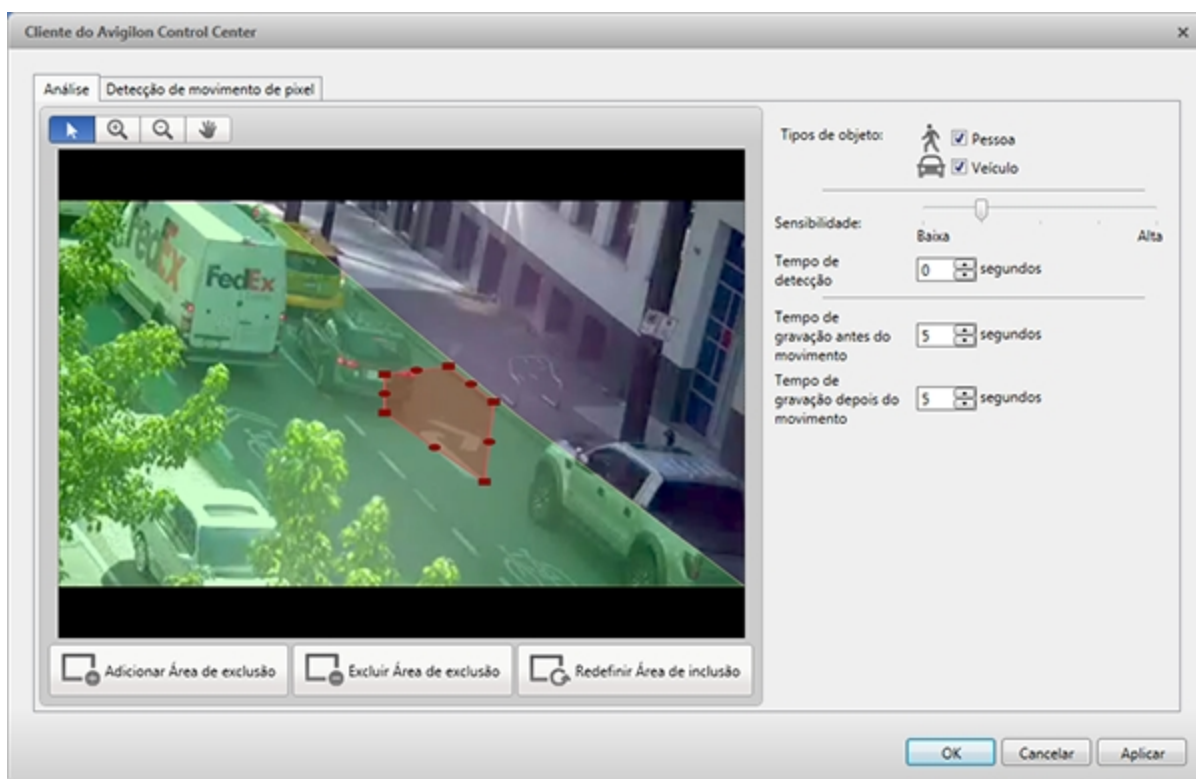 Cliente do Avigilon Control Center
Análise
Detecção de movimento de pixel
FedEx
FedEx
Adicionar Área de exclusão
Excluir Área de exclusão
Redefinir Área de inclusão
Tipos de objeto:
Pessoa
Veículo
Sensibilidade:
Baixa
Alta
Tempo de
detecção
0
segundos
Tempo de
gravação antes do
movimento
5
segundos
Tempo de
gravação depois do
movimento
5
segundos
OK
Cancelar
Aplicar